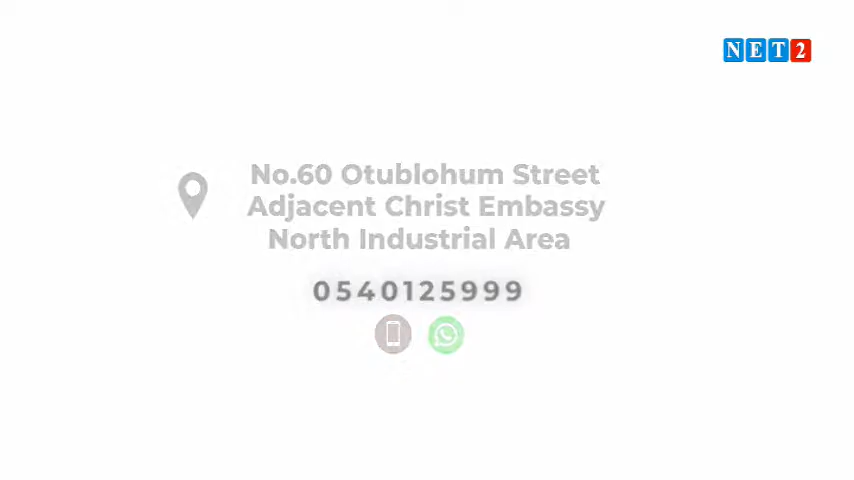 NET2
No.60 Otublohum Street
Adjacent Christ Embassy
North Industrial Area
0540125999